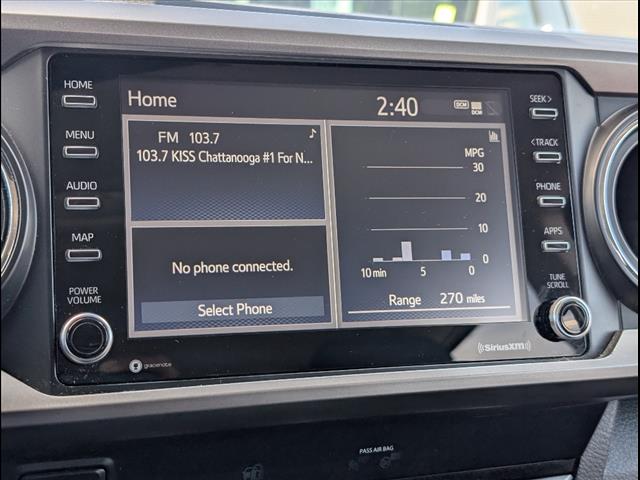 HOME
MENU
AUDIO
MAP
POWER
VOLUME
gracenote
Home
2:40
DCM
DCM
FM 103.7
103.7 KISS Chattanooga #1 For N...
No phone connected.
Select Phone
MPG
30
20
10
0
10 min 5 0
Range 270 miles
SEEK>
<TRACK
PHONE
APPS
TUNE
SCROLL
SiriusXM
PASS AIR BAG